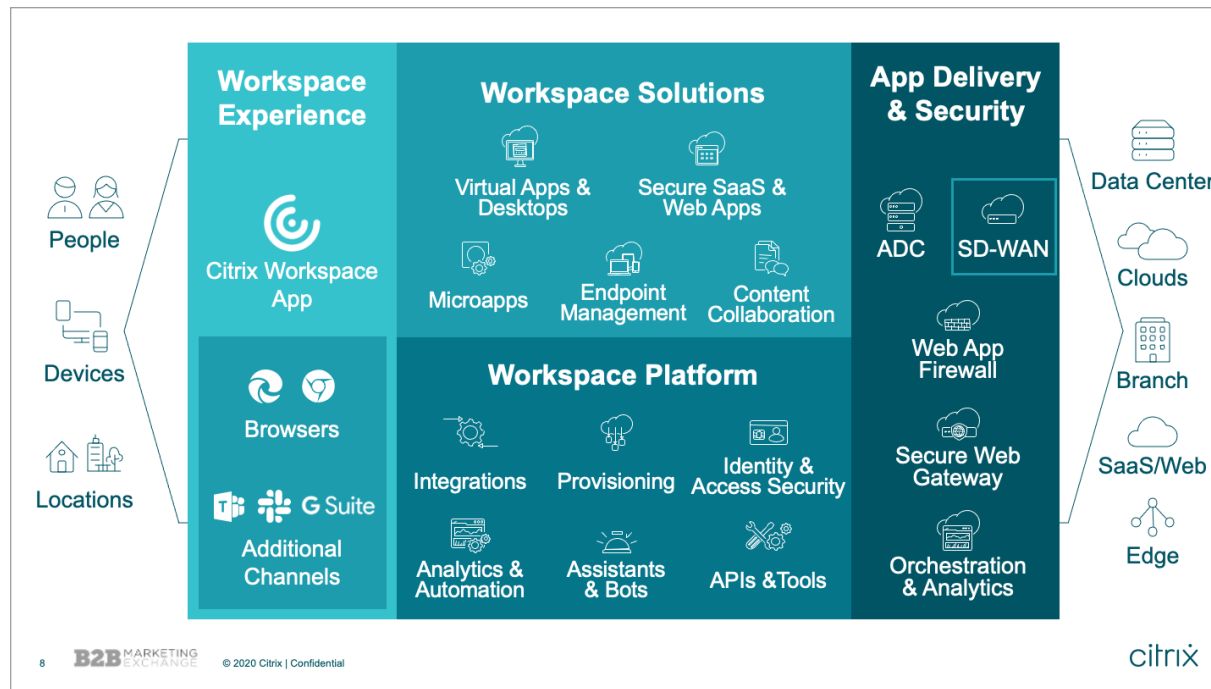 People
Devices
Locations
Workspace
Experience
Citrix Workspace
App
Browsers
G Suite
Additional
Channels
Workspace Solutions
Virtual Apps &
Desktops
Secure SaaS &
Web Apps
Microapps
Endpoint
Management
Content
Collaboration
Workspace Platform
Integrations
Provisioning
Identity &
Access Security
Analytics &
Automation
Assistants
& Bots
APIs &Tools
App Delivery
& Security
ADC
SD-WAN
Web App
Firewall
Secure Web
Gateway
Orchestration
& Analytics
Data Center
Clouds
Branch
SaaS/Web
Edge
8
B2B MARKETING
EXCHANGE
© 2020 Citrix | Confidential
citrix